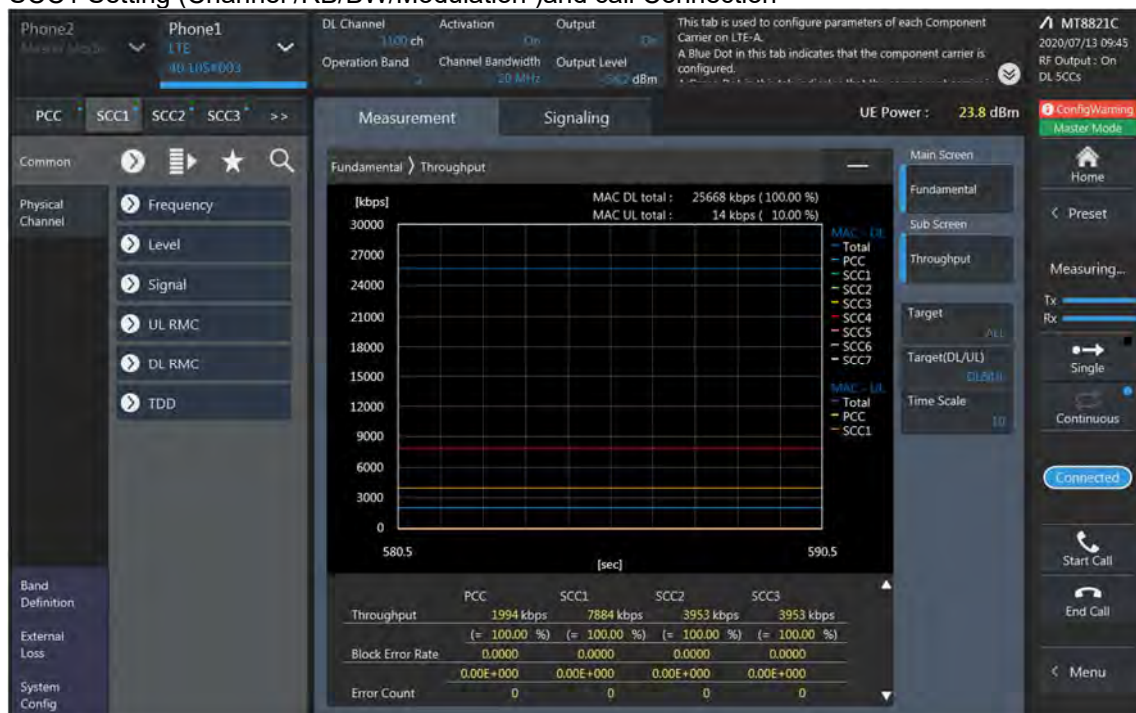 SCC1 Setting (Channel /RB/BW/Modulation )and call Connection
Phone2
Phone1
LTE
DL Channel
1100 ch
Activation
On
Output
On
Operation Band
2
Channel Bandwidth
20 MHz
Output Level
dBm
This tab is used to configure parameters of each Component
Carrier on LTE-A.
A Blue Dot in this tab indicates that the component carrier is
configured.
MT8821C
2020/07/13 09:45
RF Output : On
DL 5CCs
PCC
SCC1
SCC2
SCC3
>>
Measurement
Signaling
UE Power : 23.8 dBm
ConfigWarning
Master Mode
Common
Physical
Channel
Frequency
Level
Signal
UL RMC
DL RMC
TDD
Band
Definition
External
Loss
System
Config
Fundamental
Throughput
[kbps]
MAC DL total : 25668 kbps (100.00 %)
MAC UL total : 14 kbps ( 10.00 %)
30000
27000
24000
21000
18000
15000
12000
9000
6000
3000
0
580.5
590.5
[sec]
MAC - DL
Total
PCC
SCC1
SCC2
SCC3
SCC4
SCC5
SCC6
SCC7
MAC - UL
Total
PCC
SCC1
PCC SCC1 SCC2 SCC3
Throughput 1994 kbps 7884 kbps 3953 kbps 3953 kbps
(= 100.00 %) (= 100.00 %) (= 100.00 %) (= 100.00 %)
Block Error Rate 0.0000 0.0000 0.0000 0.0000
0.00E+000 0.00E+000 0.00E+000 0.00E+000
Error Count 0 0 0 0
Main Screen
Fundamental
Sub Screen
Throughput
Target
ALL
Target(DL/UL)
DL/UL
Time Scale
10
Home
< Preset
Measuring...
Tx
Rx
Single
Continuous
Connected
Start Call
End Call
< Menu